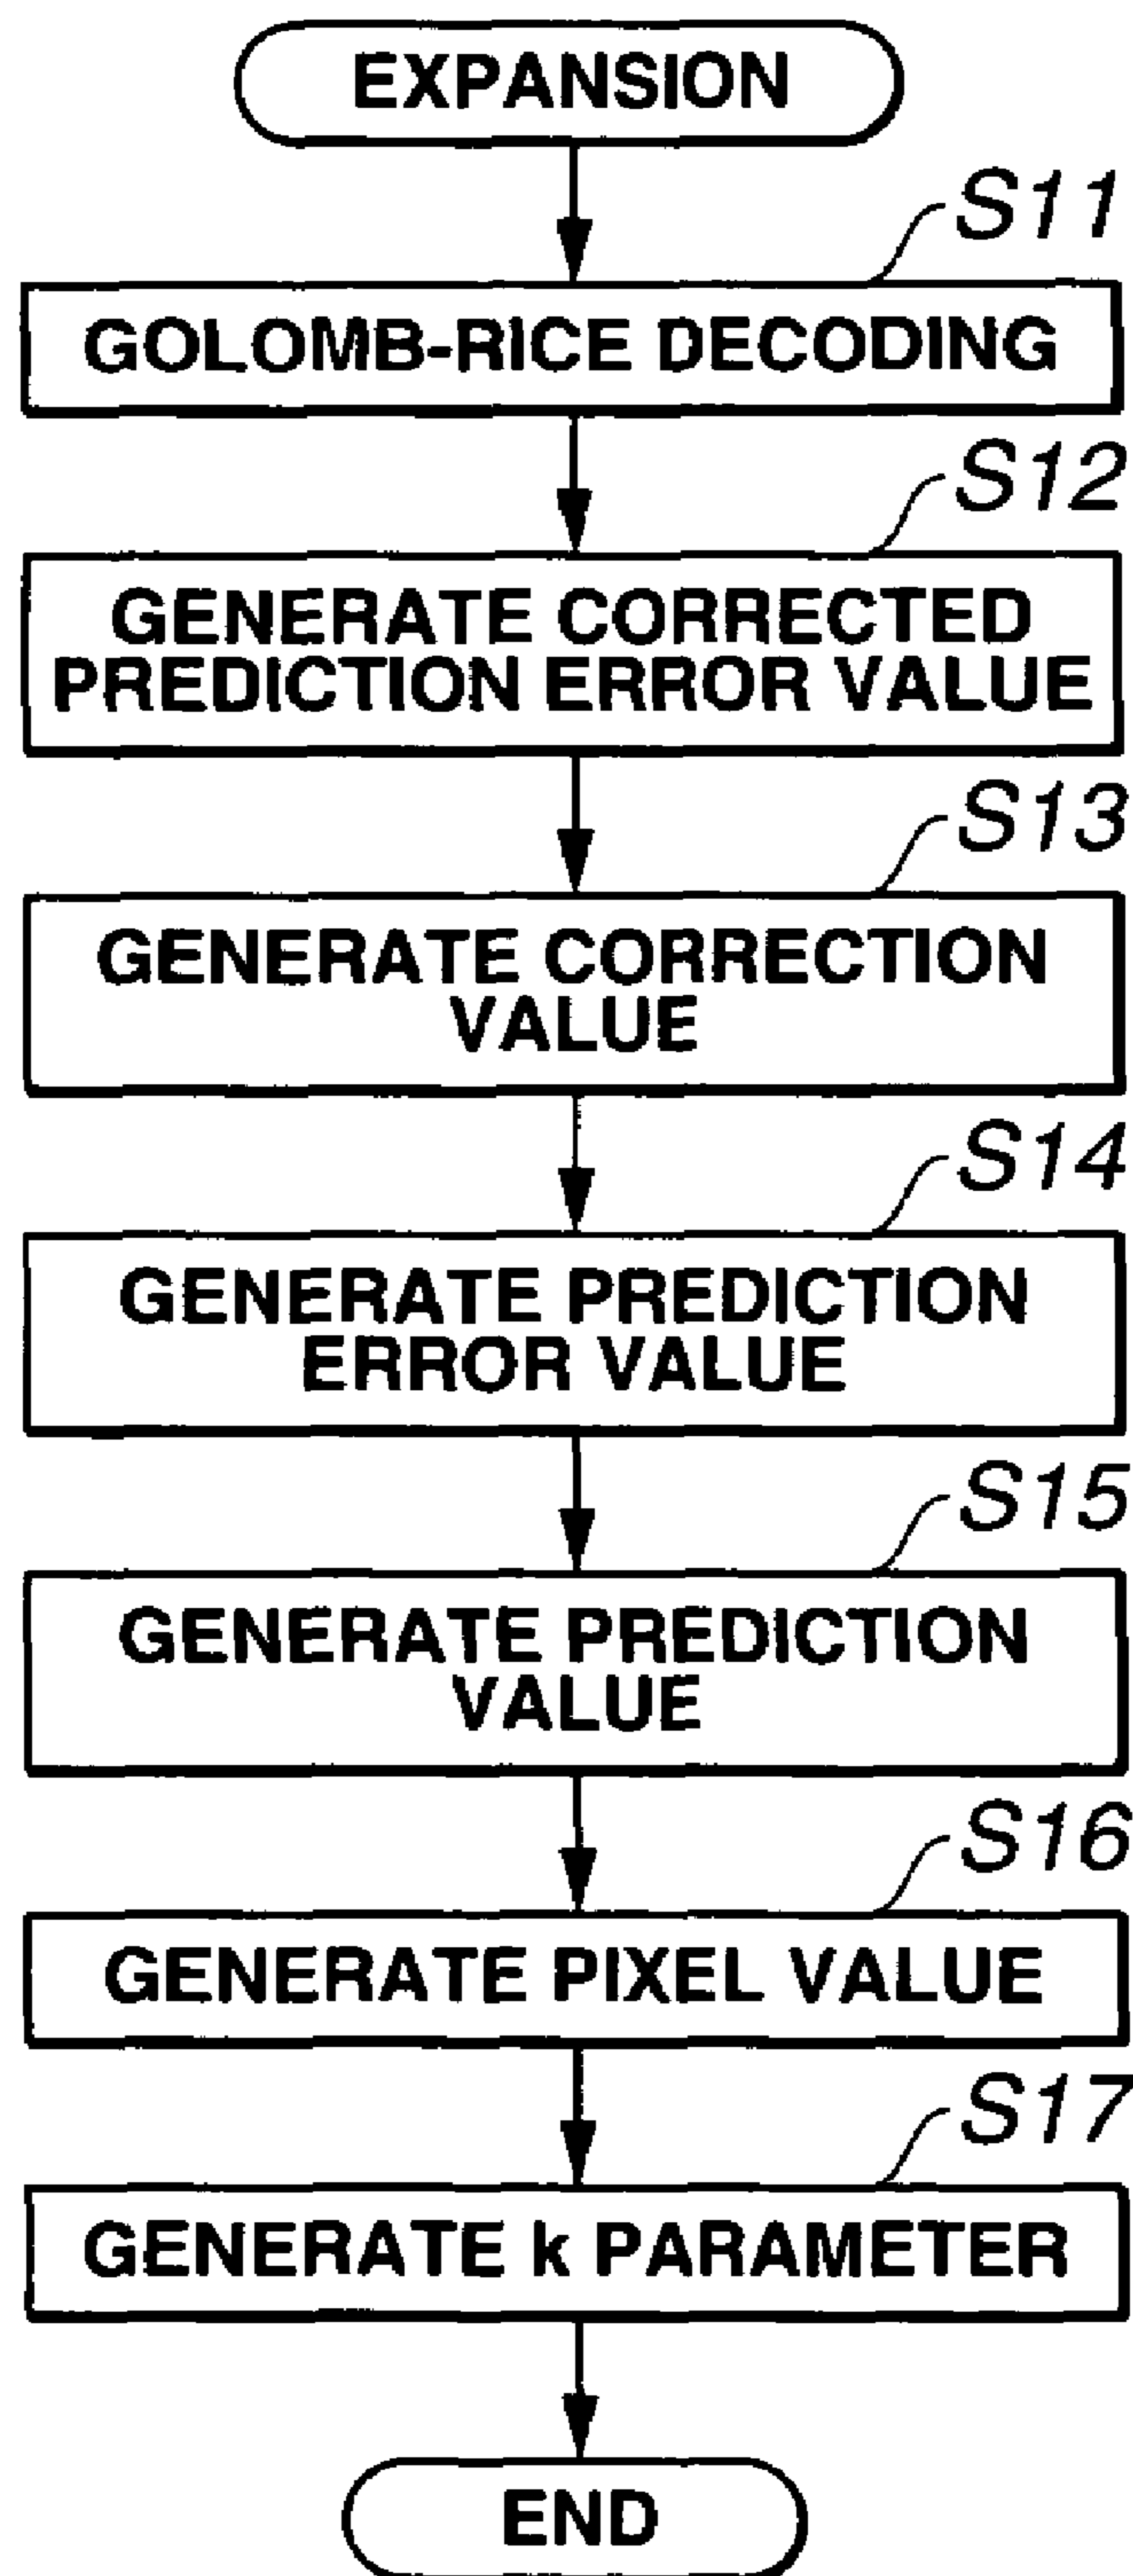 EXPANSION
S11
GOLOMB-RICE DECODING
S12
GENERATE CORRECTED
PREDICTION ERROR VALUE
S13
GENERATE CORRECTION
VALUE
S14
GENERATE PREDICTION
ERROR VALUE
S15
GENERATE PREDICTION
VALUE
S16
GENERATE PIXEL VALUE
S17
GENERATE k PARAMETER
END